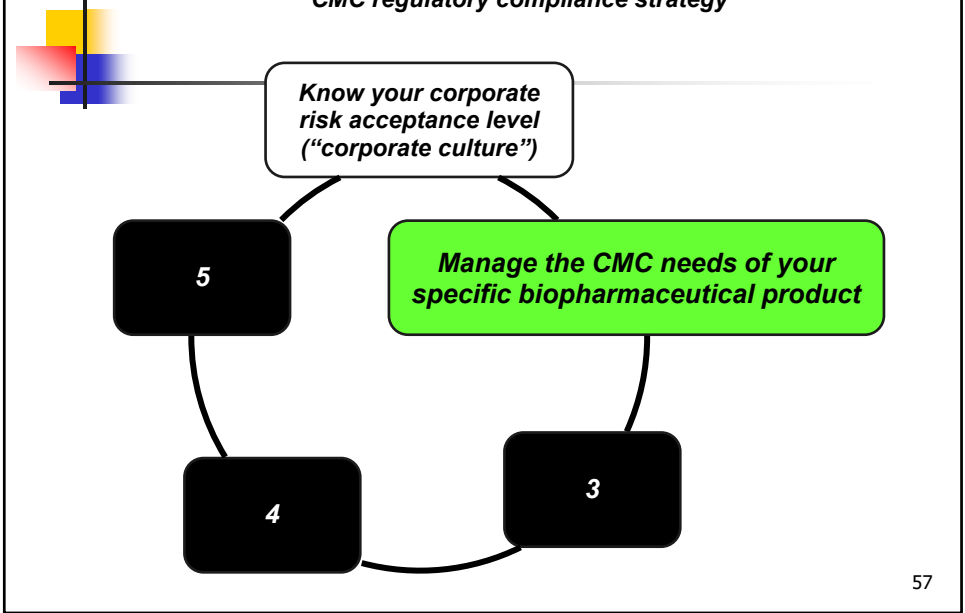 CMC regulatory compliance strategy
Know your corporate
risk acceptance level
(“corporate culture”)
5
Manage the CMC needs of your
specific biopharmaceutical product
4
3
57